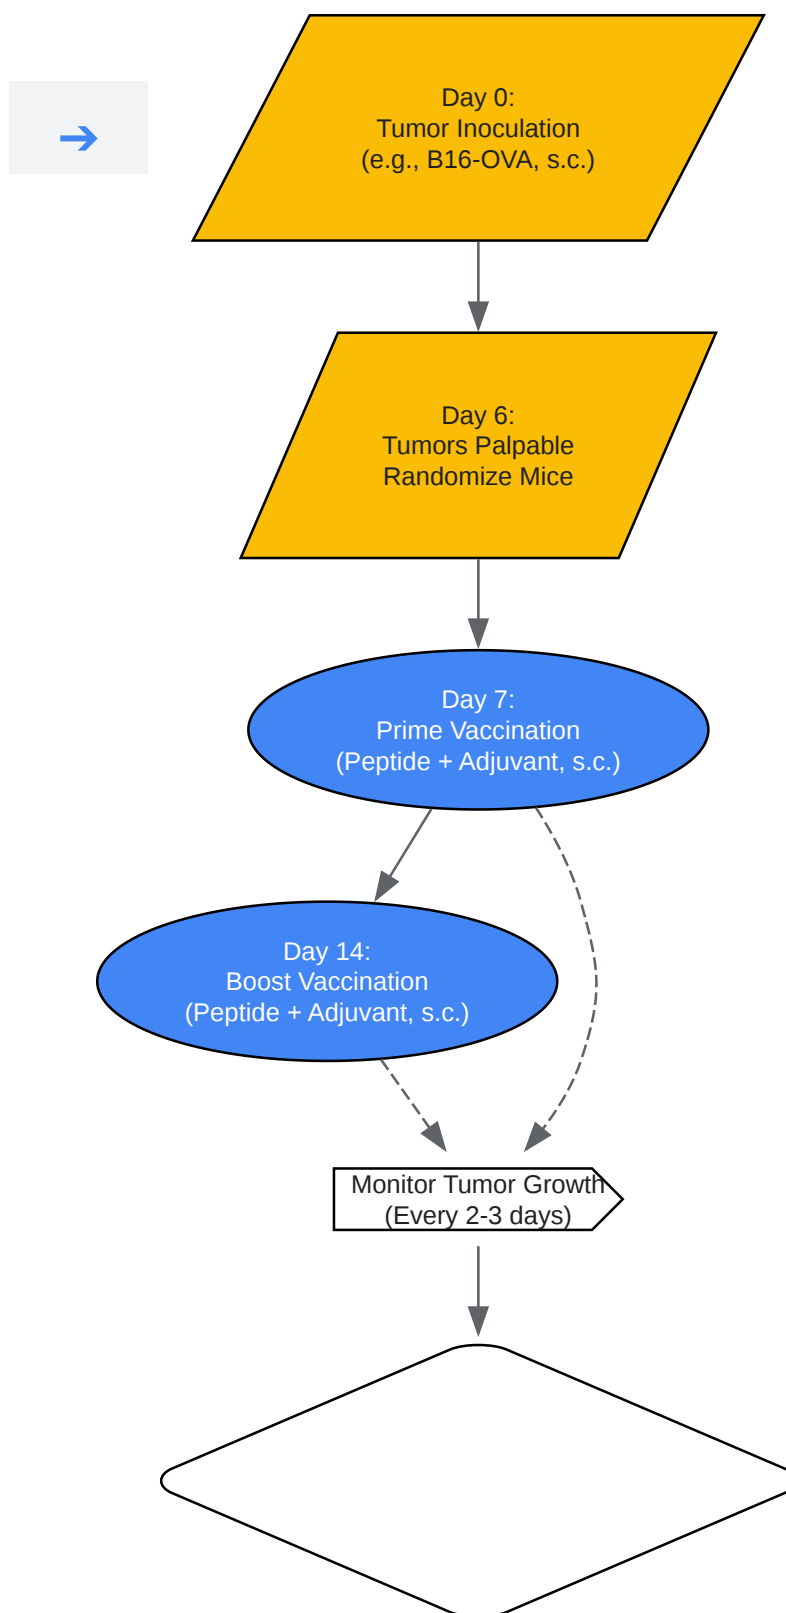 Day 0:
Tumor Inoculation
(e.g., B16-OVA, s.c.)
Day 6:
Tumors Palpable
Randomize Mice
Day 7:
Prime Vaccination
(Peptide + Adjuvant, s.c.)
Day 14:
Boost Vaccination
(Peptide + Adjuvant, s.c.)
Monitor Tumor Growth
(Every 2-3 days)